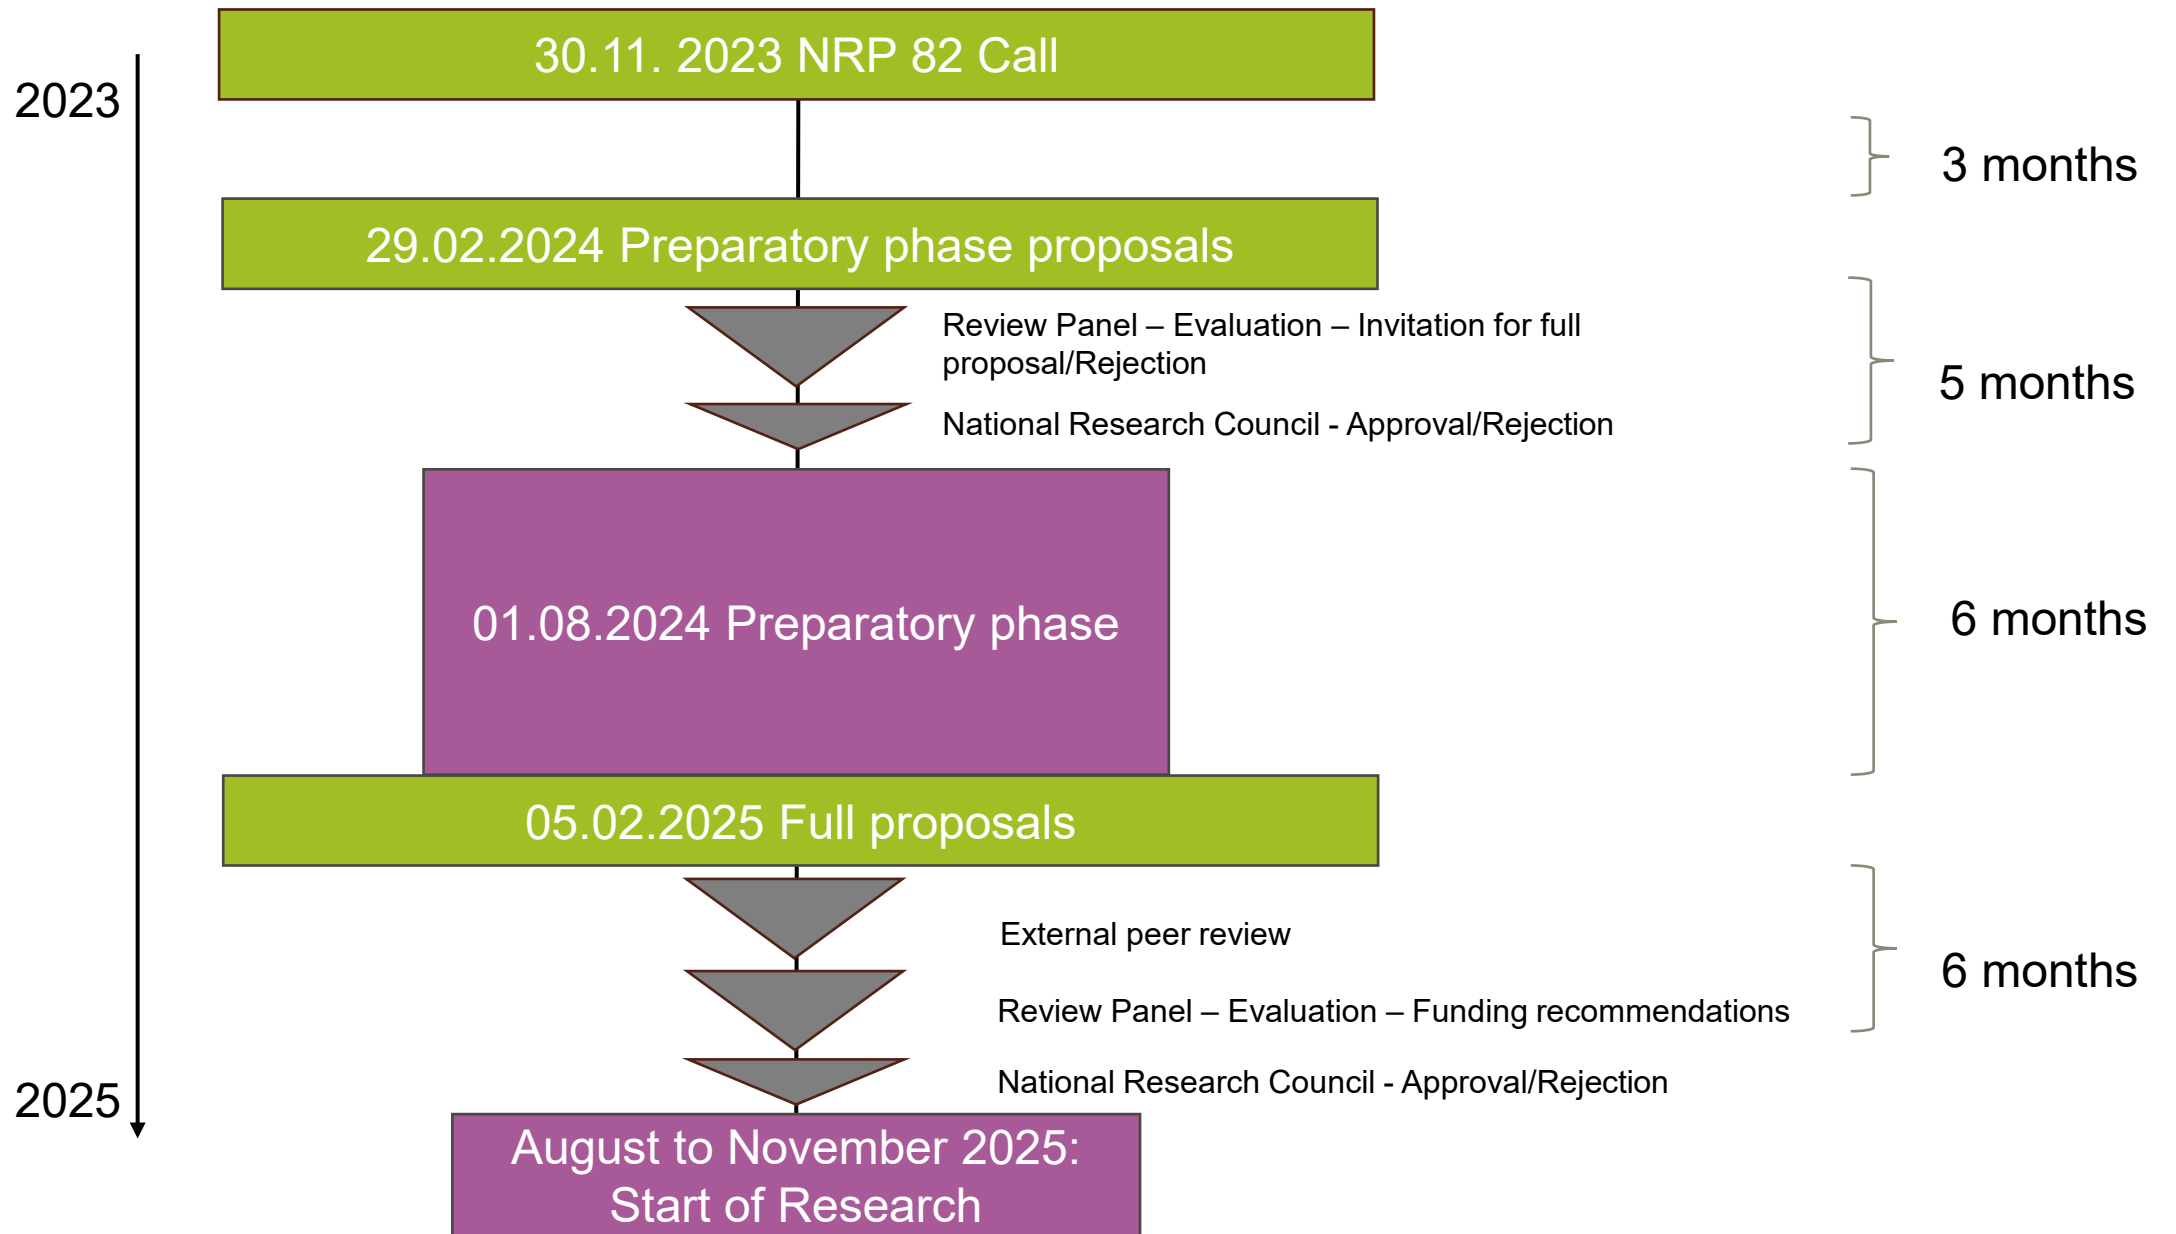 30.11. 2023 NRP 82 Call
2023
3 months
29.02.2024 Preparatory phase proposals
Review Panel – Evaluation – Invitation for full
proposal/Rejection
5 months
National Research Council - Approval/Rejection
01.08.2024 Preparatory phase
6 months
05.02.2025 Full proposals
External peer review
6 months
Review Panel – Evaluation – Funding recommendations
National Research Council - Approval/Rejection
2025
August to November 2025:
Start of Research